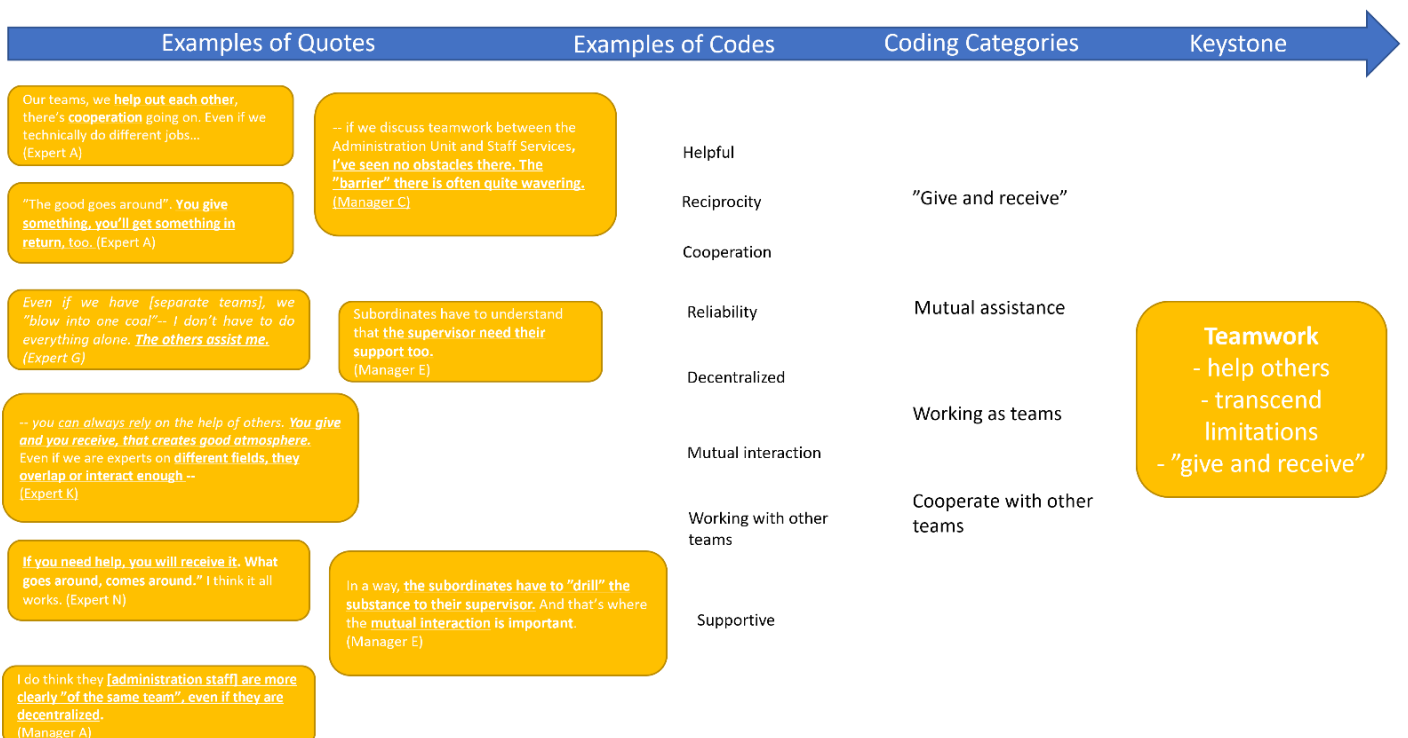 Examples of Quotes
Examples of Codes
Coding Categories
Keystone
Our teams, we help out each other,
there's cooperation going on. Even if we
technically do different jobs...
(Expert A)
"The good goes around". You give
something, you'll get something in
return, too. (Expert A)
Even if we have [separate teams], we
"blow into one coal"-- I don't have to do
everything alone. The others assist me.
(Expert G)
-- you can always rely on the help of others. You give
and you receive, that creates good atmosphere.
Even if we are experts on different fields, they
overlap or interact enough --
(Expert K)
If you need help, you will receive it. What
goes around, comes around." I think it all
works. (Expert N)
I do think they [administration staff] are more
clearly "of the same team", even if they are
decentralized.
(Manager A)
-- if we discuss teamwork between the
Administration Unit and Staff Services,
I've seen no obstacles there. The
"barrier" there is often quite wavering.
(Manager C)
Subordinates have to understand
that the supervisor need their
support too.
(Manager E)
In a way, the subordinates have to "drill" the
substance to their supervisor. And that's where
the mutual interaction is important.
(Manager E)
Helpful
Reciprocity
Cooperation
Reliability
Decentralized
Mutual interaction
Working with other
teams
Supportive
"Give and receive"
Mutual assistance
Working as teams
Cooperate with other
teams
Teamwork
- help others
- transcend
limitations
- "give and receive"